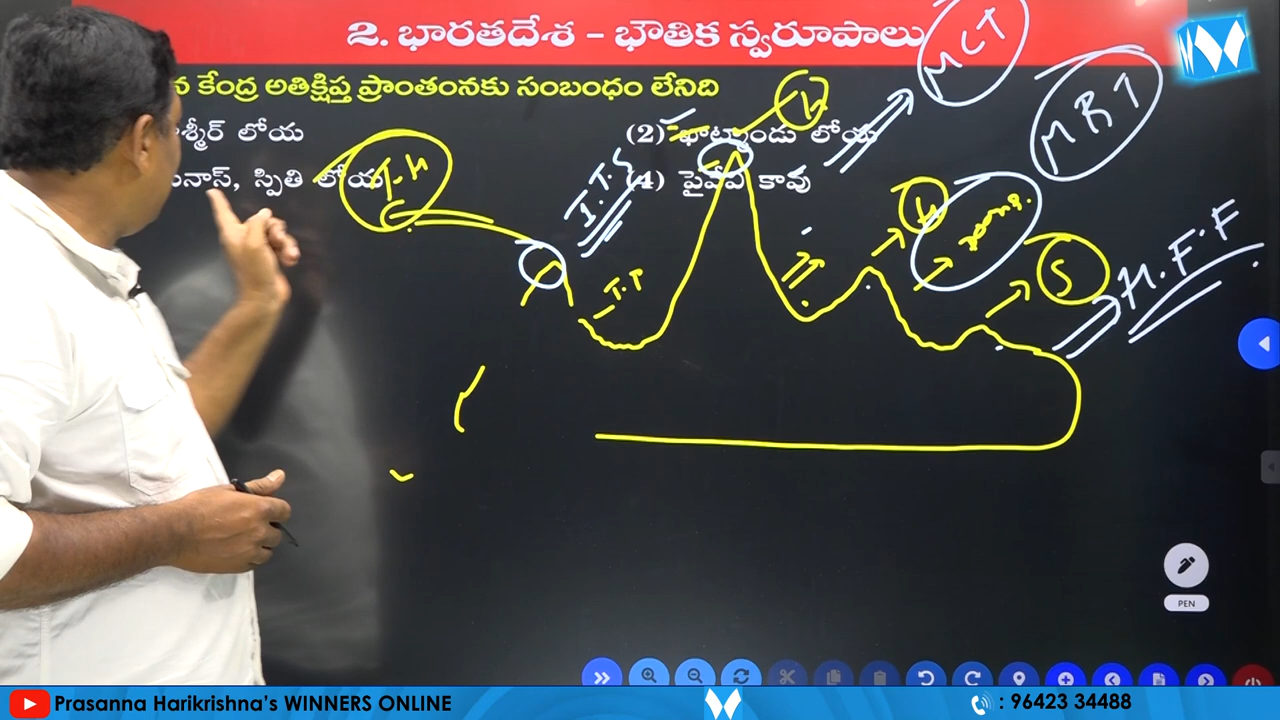 2. భారతదేశ – భౌతిక స్వరూపాలు
MCT
న కేంద్ర అతిక్షిప్త ప్రాంతంనకు సంబంధం లేనిది
MBT
శ్మీర్ లోయ
(2) ఖాట్మాండు లోయ
నాస్, స్పితి లోయ
(4) పైవేవీ కావు
T-H
I.T.S
H.F.F
T.T
S
PEN
Prasanna Harikrishna's WINNERS ONLINE
: 96423 34488